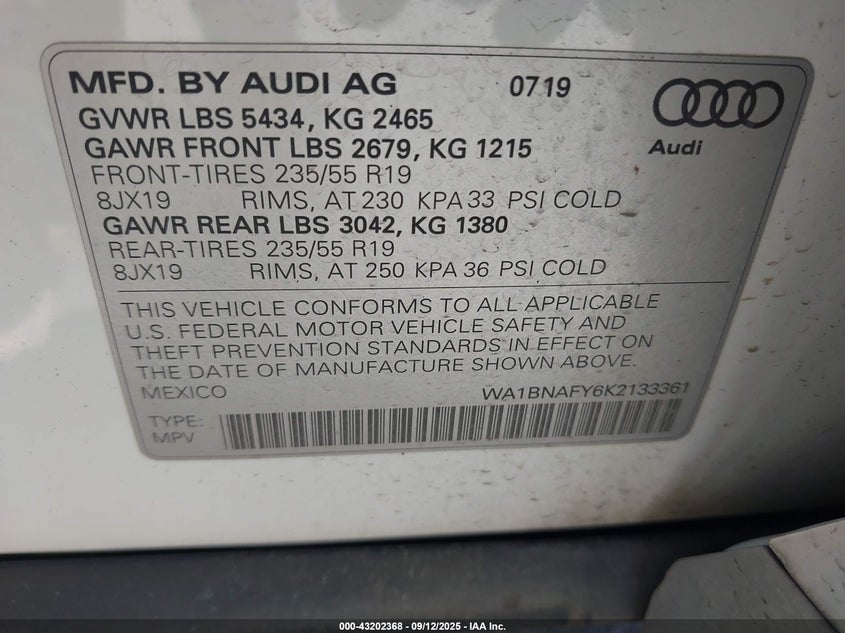 MFD. BY AUDI AG 0719
GVWR LBS 5434, KG 2465
GAWR FRONT LBS 2679, KG 1215
Audi
FRONT-TIRES 235/55 R19
8JX19 RIMS, AT 230 KPA 33 PSI COLD
GAWR REAR LBS 3042, KG 1380
REAR-TIRES 235/55 R19
8JX19 RIMS, AT 250 KPA 36 PSI COLD
THIS VEHICLE CONFORMS TO ALL APPLICABLE
U.S. FEDERAL MOTOR VEHICLE SAFETY AND
THEFT PREVENTION STANDARDS IN EFFECT ON
THE DATE OF MANUFACTURE SHOWN ABOVE.
MEXICO WA1BNAFY6K2133361
TYPE:
MPV
000-43202368 - 09/12/2025 - IAA Inc.